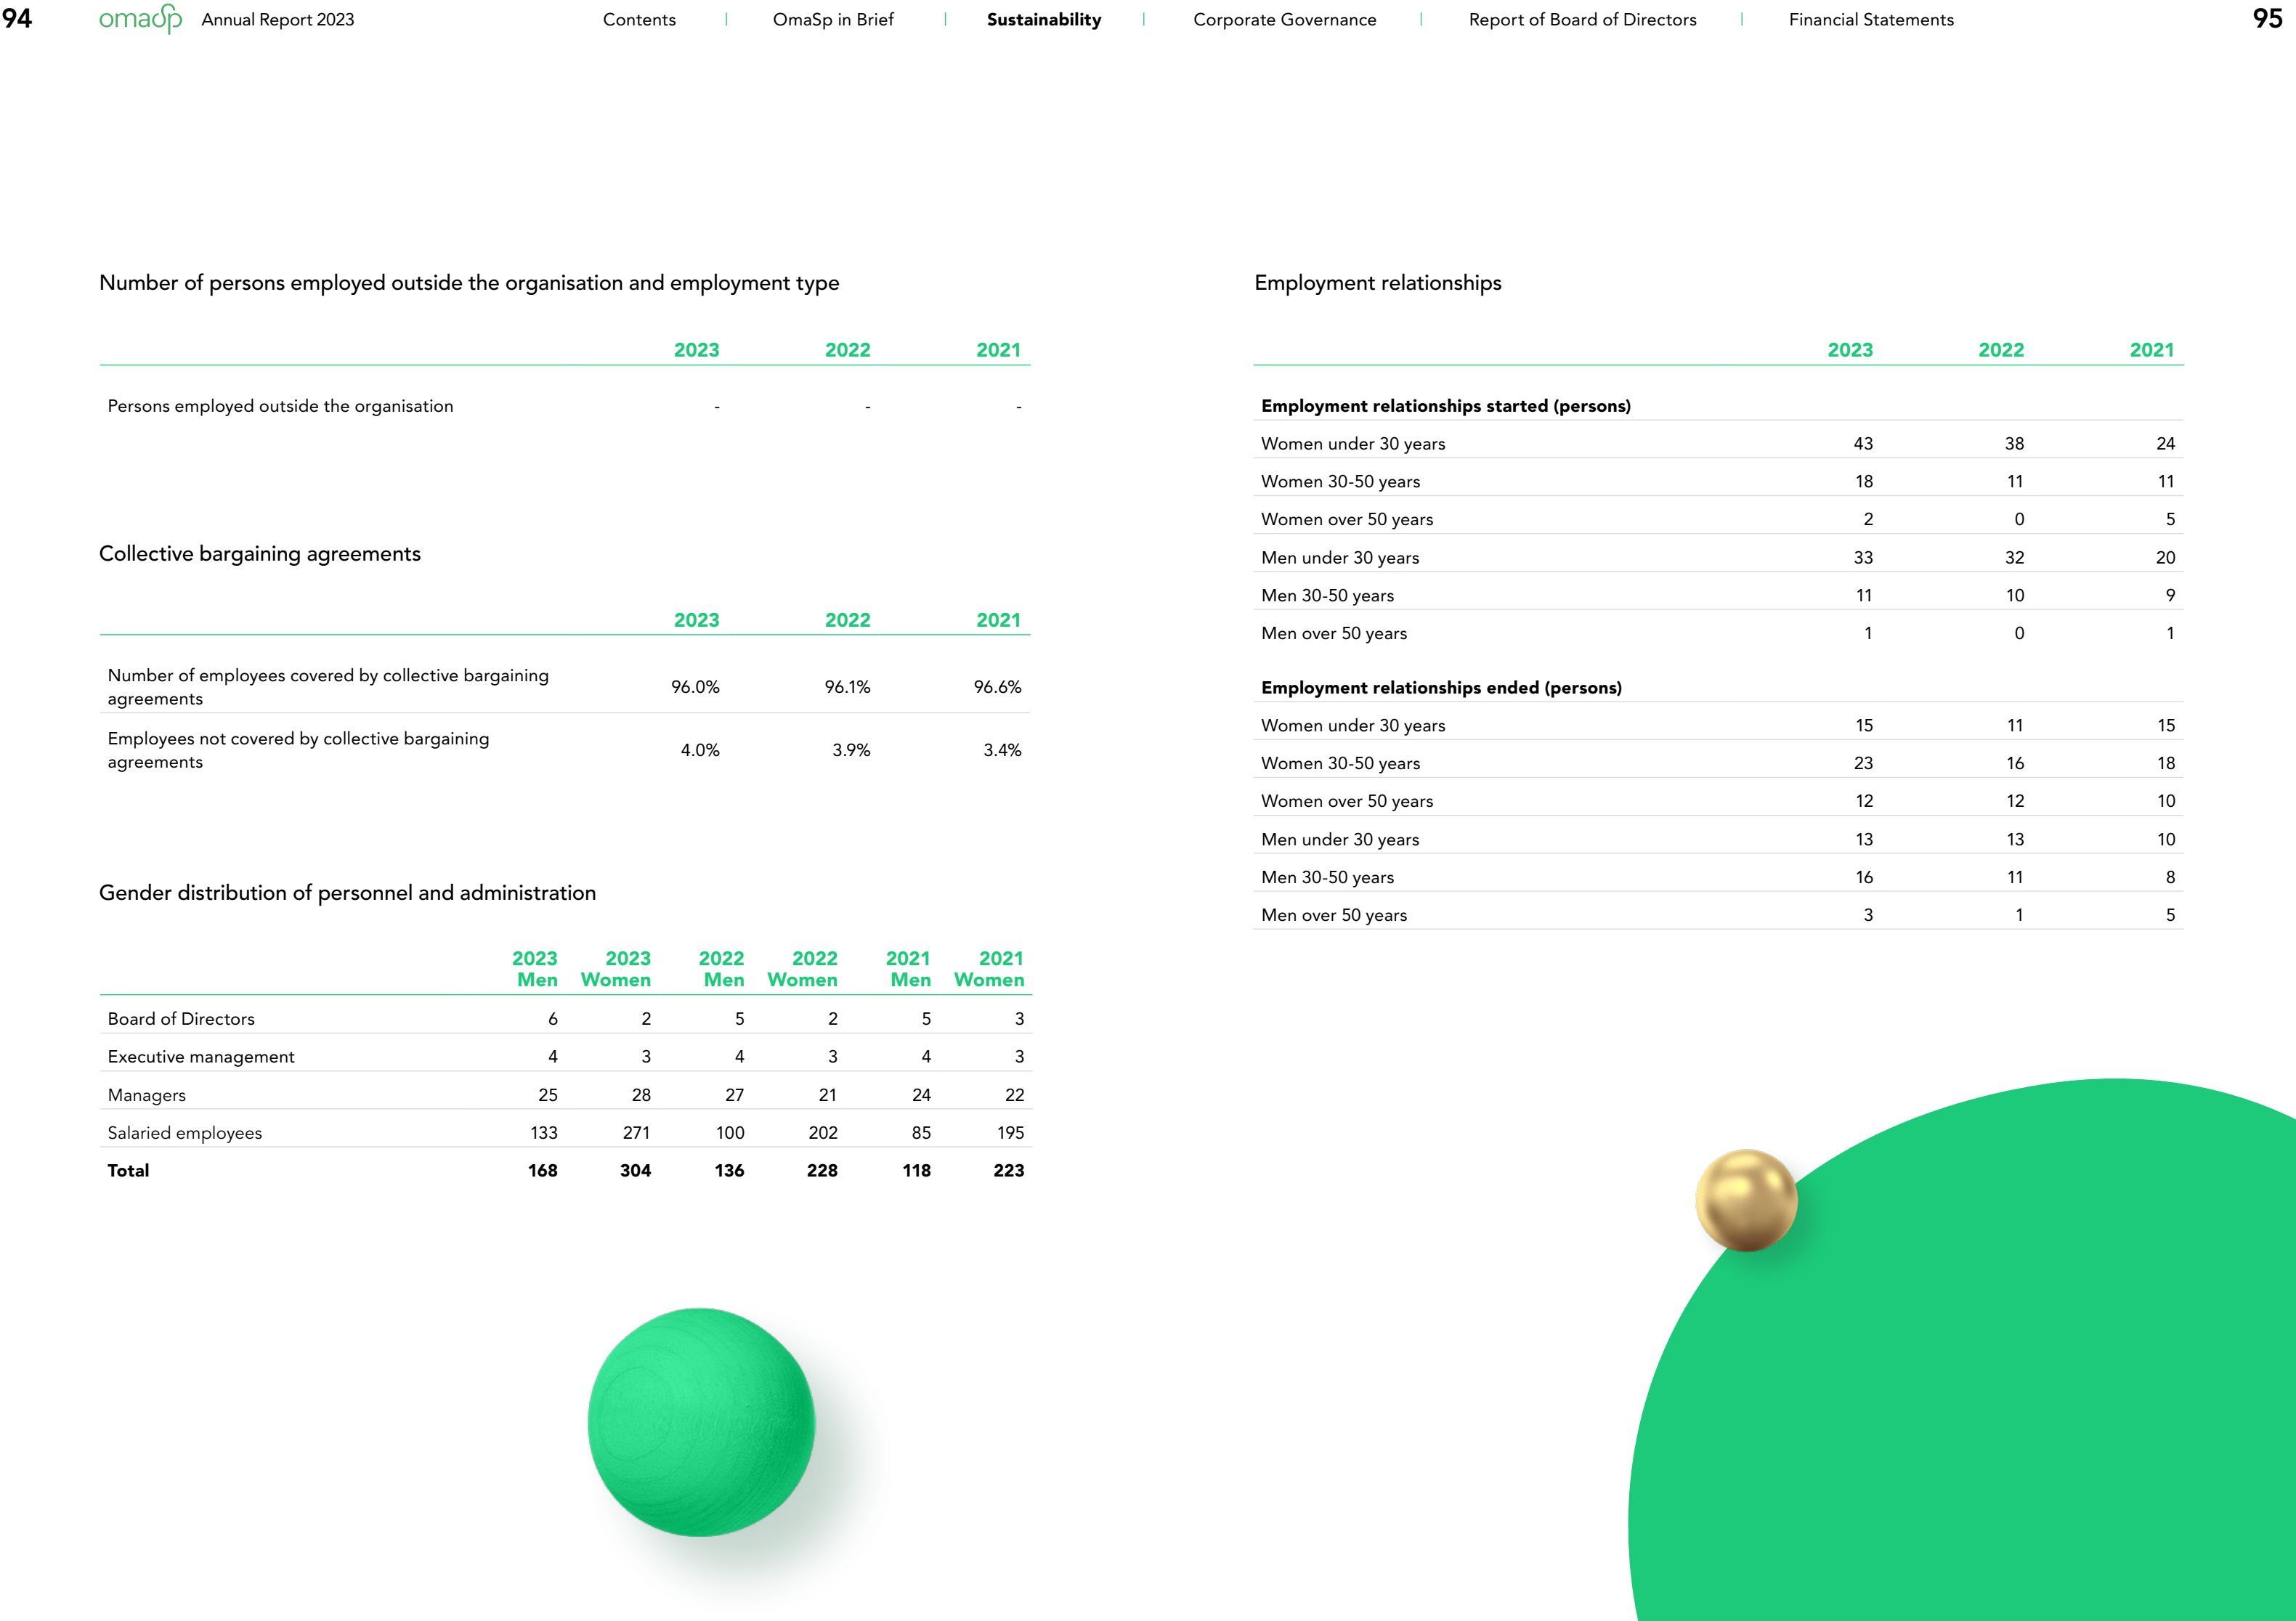 94 omasp Annual Report 2023 Contents | OmaSp in Brief | Sustainability | Corporate Governance | Report of Board of Directors | Financial Statements 95
Number of persons employed outside the organisation and employment type
2023 2022 2021
Persons employed outside the organisation - - -
Collective bargaining agreements
2023 2022 2021
Number of employees covered by collective bargaining
agreements 96.0% 96.1% 96.6%
Employees not covered by collective bargaining
agreements 4.0% 3.9% 3.4%
Gender distribution of personnel and administration
2023 2023 2022 2022 2021 2021
Men Women Men Women Men Women
Board of Directors 6 2 5 2 5 3
Executive management 4 3 4 3 4 3
Managers 25 28 27 21 24 22
Salaried employees 133 271 100 202 85 195
Total 168 304 136 228 118 223
Employment relationships
2023 2022 2021
Employment relationships started (persons)
Women under 30 years 43 38 24
Women 30-50 years 18 11 11
Women over 50 years 2 0 5
Men under 30 years 33 32 20
Men 30-50 years 11 10 9
Men over 50 years 1 0 1
Employment relationships ended (persons)
Women under 30 years 15 11 15
Women 30-50 years 23 16 18
Women over 50 years 12 12 10
Men under 30 years 13 13 10
Men 30-50 years 16 11 8
Men over 50 years 3 1 5